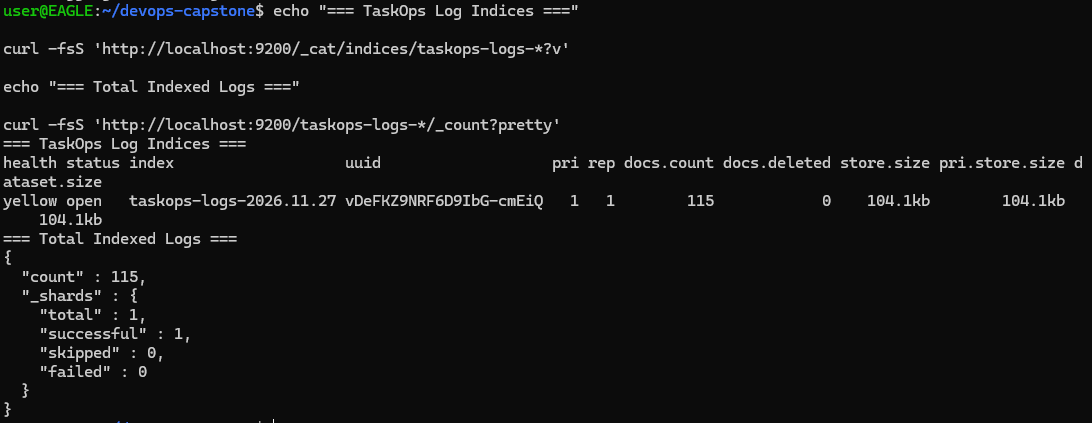 user@EAGLE:~/devops-capstone$ echo "=== TaskOps Log Indices ==="
curl -fsS 'http://localhost:9200/_cat/indices/taskops-logs-*?v'
echo "=== Total Indexed Logs ==="
curl -fsS 'http://localhost:9200/taskops-logs-*/_count?pretty'
=== TaskOps Log Indices ===
health status index                   uuid                   pri rep docs.count docs.deleted store.size pri.store.size d
ataset.size
yellow open   taskops-logs-2026.11.27 vDeFKZ9NRF6D9IbG-cmEiQ   1   1        115            0    104.1kb        104.1kb
    104.1kb
=== Total Indexed Logs ===
{
  "count" : 115,
  "_shards" : {
    "total" : 1,
    "successful" : 1,
    "skipped" : 0,
    "failed" : 0
  }
}